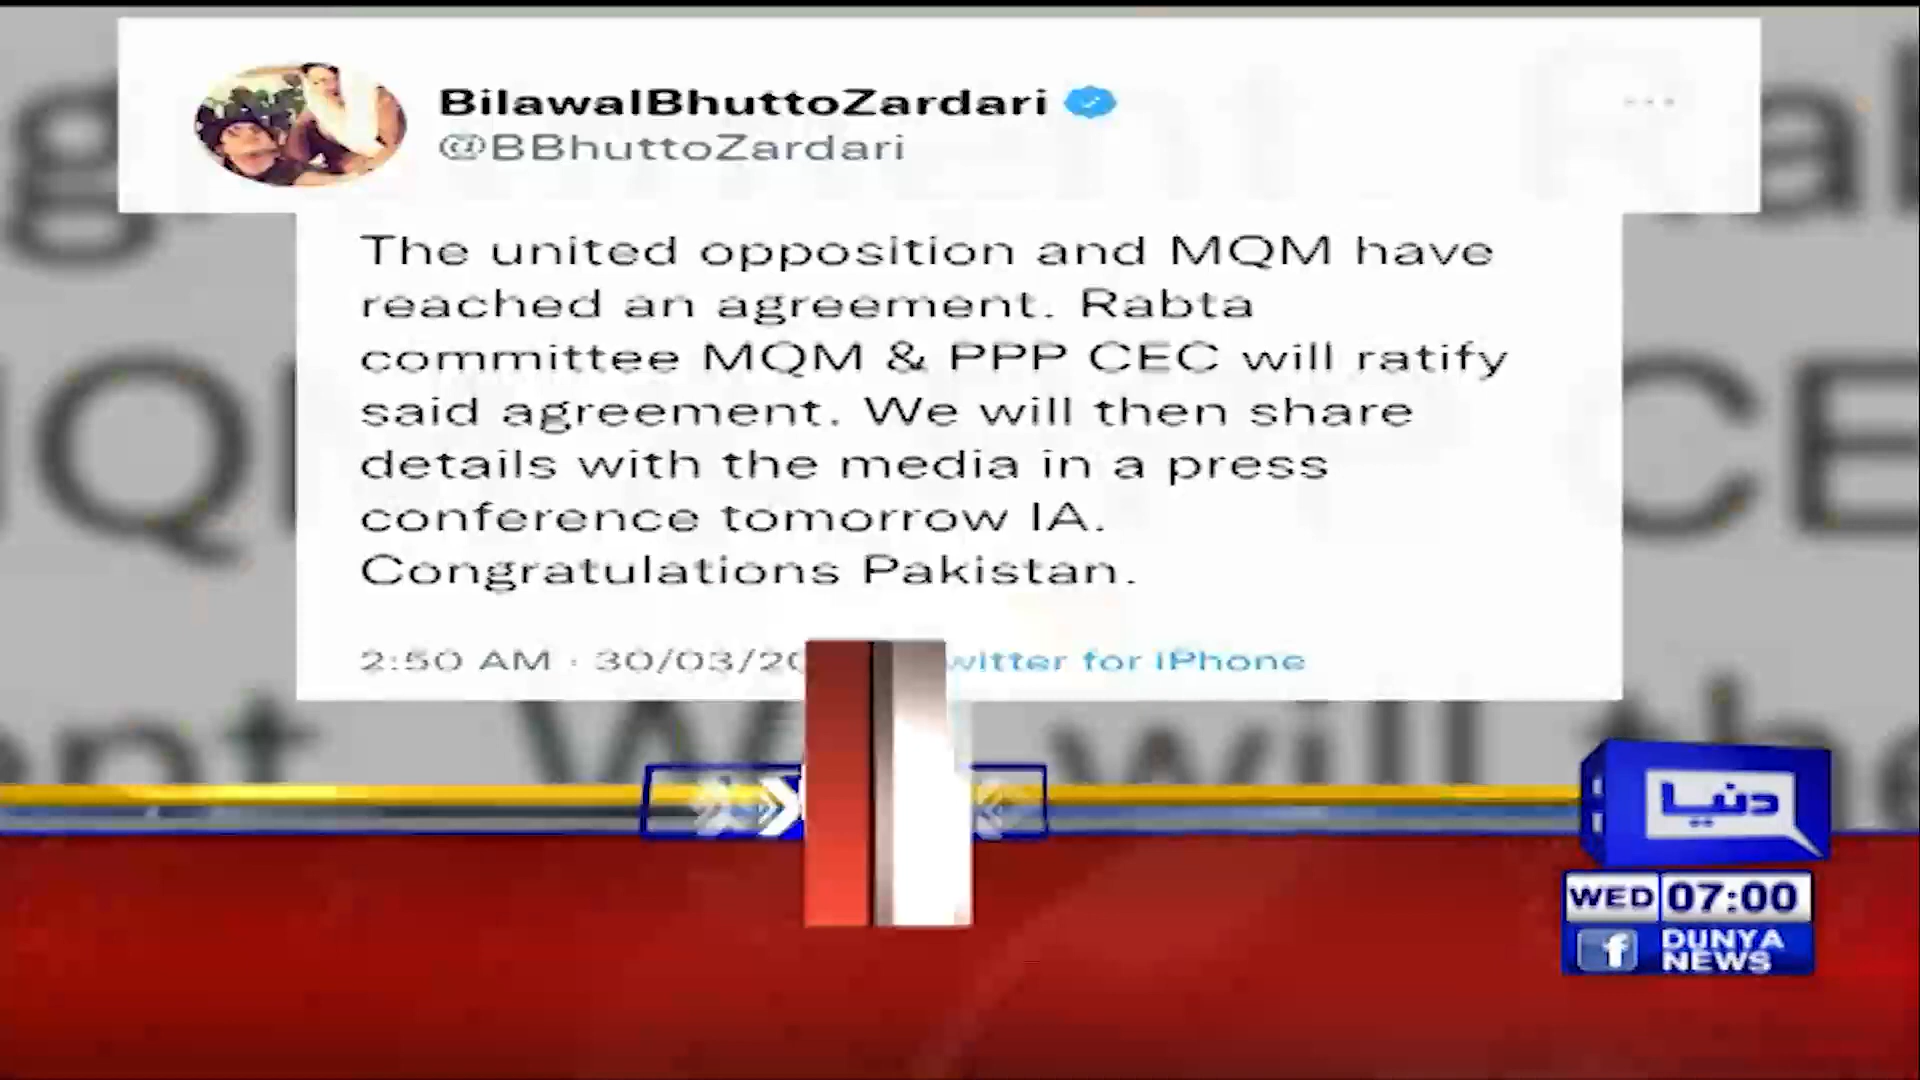 BilawalBhuttoZardari
@BBhuttoZardari
The united opposition and MQM have
reached an agreement. Rabta
committee MQM & PPP CEC will ratify
said agreement. We will then share
details with the media in a press
conference tomorrow IA.
Congratulations Pakistan.
2:50 AM · 30/03/20 witter for iPhone
دنیا
WED 07:00
f DUNYA
NEWS